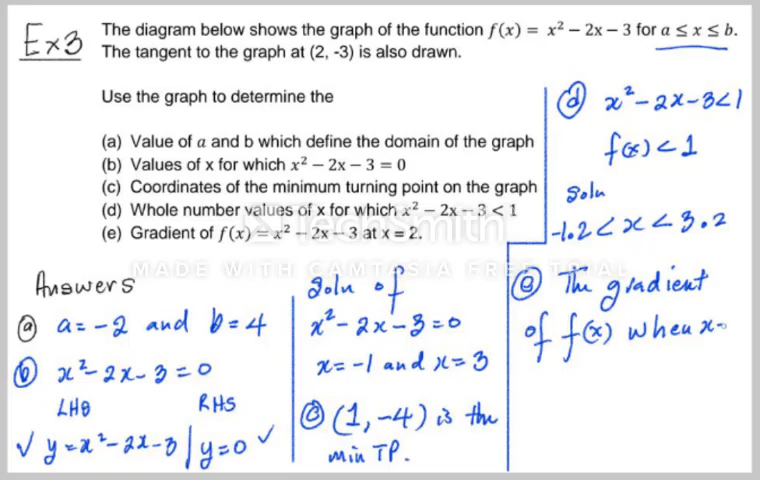 Ex3
The diagram below shows the graph of the function f(x) = x² − 2x − 3 for a ≤ x ≤ b.
The tangent to the graph at (2, -3) is also drawn.
Use the graph to determine the
(a) Value of a and b which define the domain of the graph
(b) Values of x for which x² − 2x − 3 = 0
(c) Coordinates of the minimum turning point on the graph
(d) Whole number values of x for which x² − 2x − 3 < 1
(e) Gradient of f(x) = x² − 2x − 3 at x = 2.
TechSmith
MADE WITH CAMTASIA FREE TRIAL
Answers
(a) a = -2 and b = 4
(b) x² - 2x - 3 = 0
LHS RHS
✓ y = x² - 2x - 3 | y = 0 ✓
Soln of
x² - 2x - 3 = 0
x = -1 and x = 3
(c) (1, -4) is the
min TP.
(d) x² - 2x - 3 < 1
f(x) < 1
Soln
-1.2 < x < 3.2
(e) The gradient
of f(x) when x